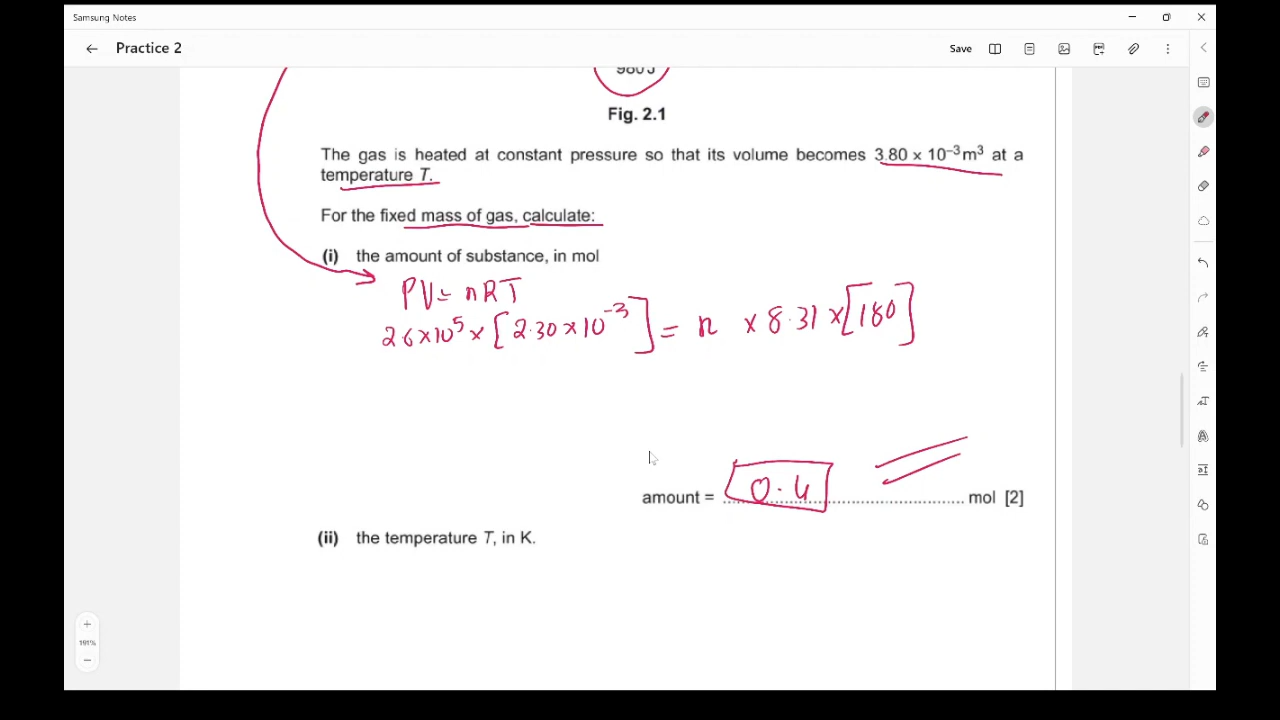 Samsung Notes
Practice 2
Save
980 J
Fig. 2.1
The gas is heated at constant pressure so that its volume becomes 3.80 × 10⁻³ m³ at a
temperature T.
For the fixed mass of gas, calculate:
(i) the amount of substance, in mol
PV = nRT
2.6×10⁵ × [2.30×10⁻³] = n × 8.31 × [180]
amount = 0.4 mol [2]
(ii) the temperature T, in K.
191%